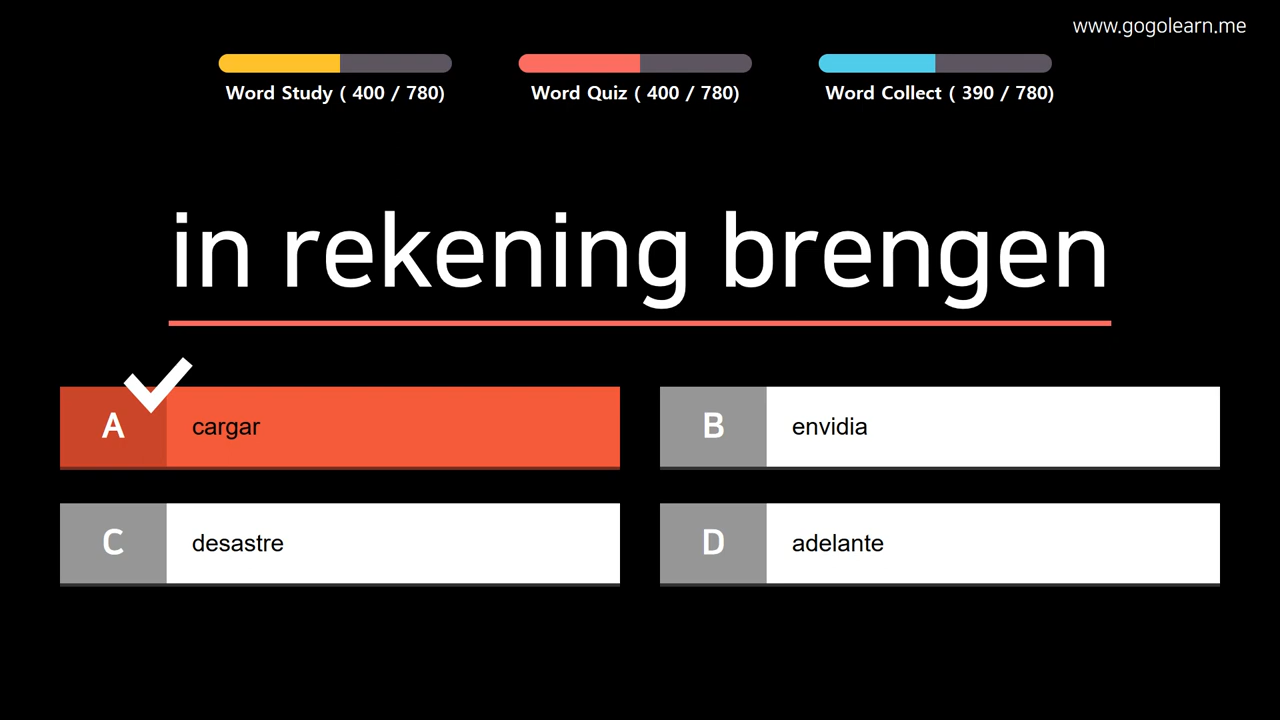 www.gogolearn.me
Word Study ( 400 / 780)
Word Quiz ( 400 / 780)
Word Collect ( 390 / 780)
in rekening brengen
A cargar
B envidia
C desastre
D adelante